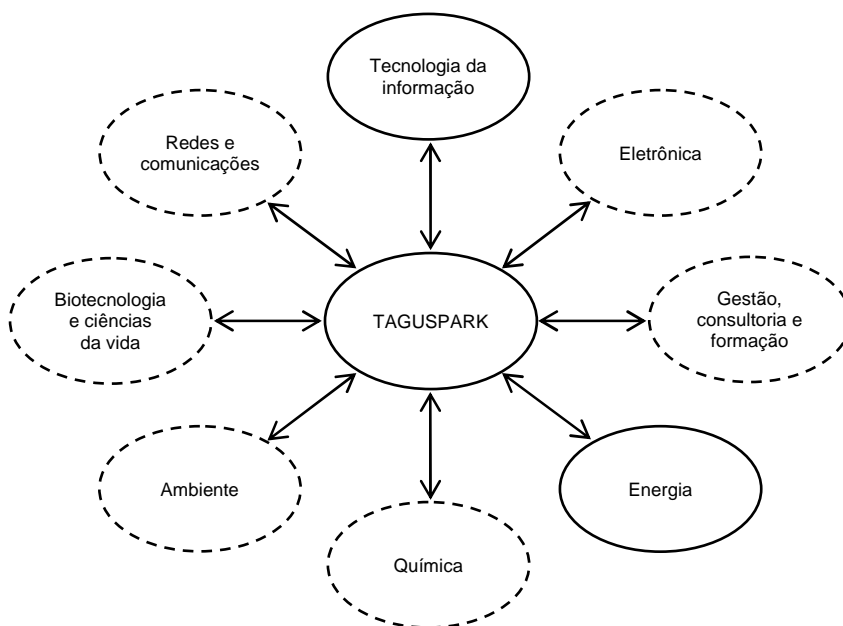 Tecnologia da
informação
Redes e
comunicações
Eletrônica
Biotecnologia
e ciências
da vida
TAGUSPARK
Gestão,
consultoria e
formação
Ambiente
Energia
Química